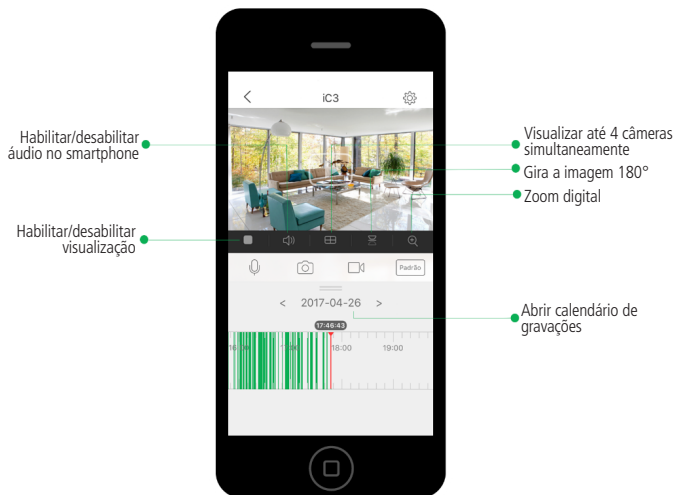 iC3
Habilitar/desabilitar
áudio no smartphone
Visualizar até 4 câmeras
simultaneamente
Gira a imagem 180°
Zoom digital
Habilitar/desabilitar
visualização
Padrão
< 2017-04-26 >
Abrir calendário de
gravações
17:46:43
18:00 19:00